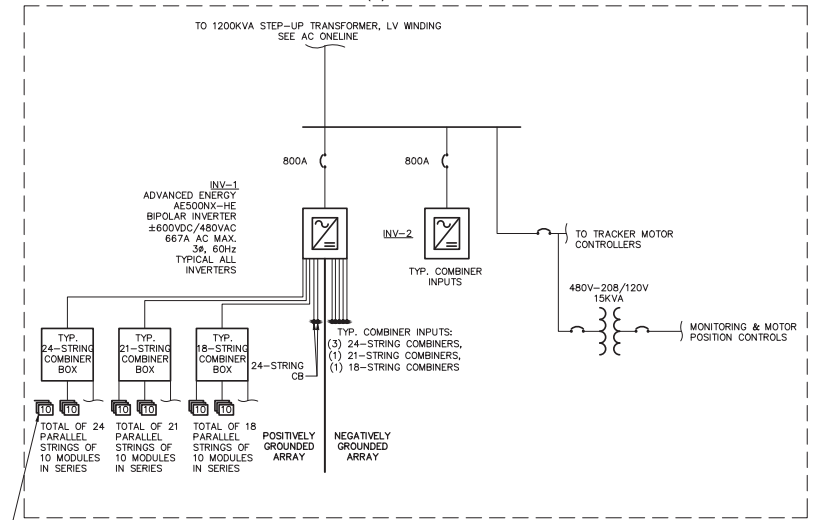 TO 1200KVA STEP-UP TRANSFORMER, LV WINDING
SEE AC ONELINE
800A
800A
INV-1
ADVANCED ENERGY
AE500NX-HE
BIPOLAR INVERTER
±600VDC/480VAC
667A AC MAX.
3ø, 60Hz
TYPICAL ALL
INVERTERS
INV-2
TYP. COMBINER
INPUTS
TO TRACKER MOTOR
CONTROLLERS
480V-208/120V
15KVA
MONITORING & MOTOR
POSITION CONTROLS
TYP.
24-STRING
COMBINER
BOX
TYP.
21-STRING
COMBINER
BOX
TYP.
18-STRING
COMBINER
BOX
24-STRING
CB
TYP. COMBINER INPUTS:
(3) 24-STRING COMBINERS,
(1) 21-STRING COMBINERS,
(1) 18-STRING COMBINERS
10
10
10
10
10
10
TOTAL OF 24
PARALLEL
STRINGS OF
10 MODULES
IN SERIES
TOTAL OF 21
PARALLEL
STRINGS OF
10 MODULES
IN SERIES
TOTAL OF 18
PARALLEL
STRINGS OF
10 MODULES
IN SERIES
POSITIVELY
GROUNDED
ARRAY
NEGATIVELY
GROUNDED
ARRAY